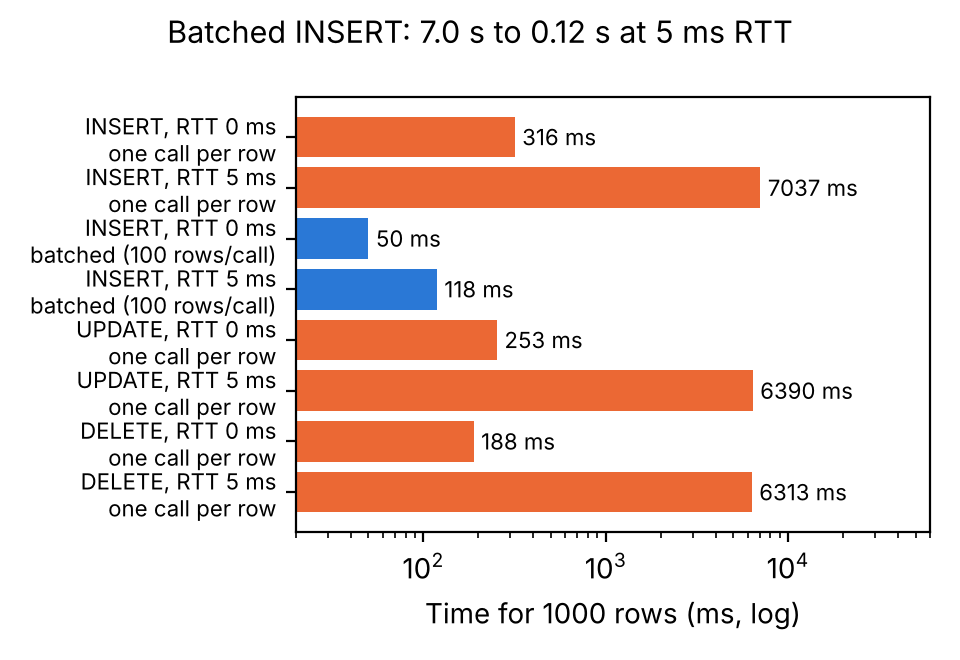 Batched INSERT: 7.0 s to 0.12 s at 5 ms RTT
INSERT, RTT 0 ms
one call per row
316 ms
INSERT, RTT 5 ms
one call per row
7037 ms
INSERT, RTT 0 ms
batched (100 rows/call)
50 ms
INSERT, RTT 5 ms
batched (100 rows/call)
118 ms
UPDATE, RTT 0 ms
one call per row
253 ms
UPDATE, RTT 5 ms
one call per row
6390 ms
DELETE, RTT 0 ms
one call per row
188 ms
DELETE, RTT 5 ms
one call per row
6313 ms
10² 10³ 10⁴
Time for 1000 rows (ms, log)